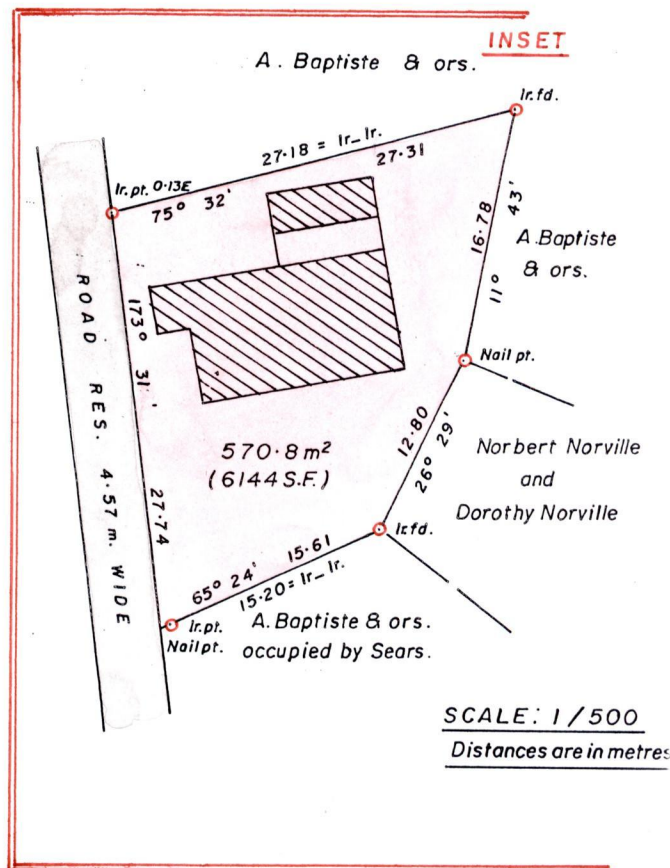 INSET
A. Baptiste & ors.
Ir. fd.
27·18 = Ir_Ir.
27·31
Ir. pt. 0·13E
75° 32'
16·78
11° 43'
A. Baptiste
& ors.
ROAD RES. 4·57 m. WIDE
173° 31'
27·74
Nail pt.
12·80
26° 29'
570·8 m²
(6144 S.F.)
Norbert Norville
and
Dorothy Norville
Ir. fd.
65° 24' 15·61
15·20 = Ir_Ir.
Ir. pt.
Nail pt.
A. Baptiste & ors.
occupied by Sears.
SCALE: 1/500
Distances are in metres